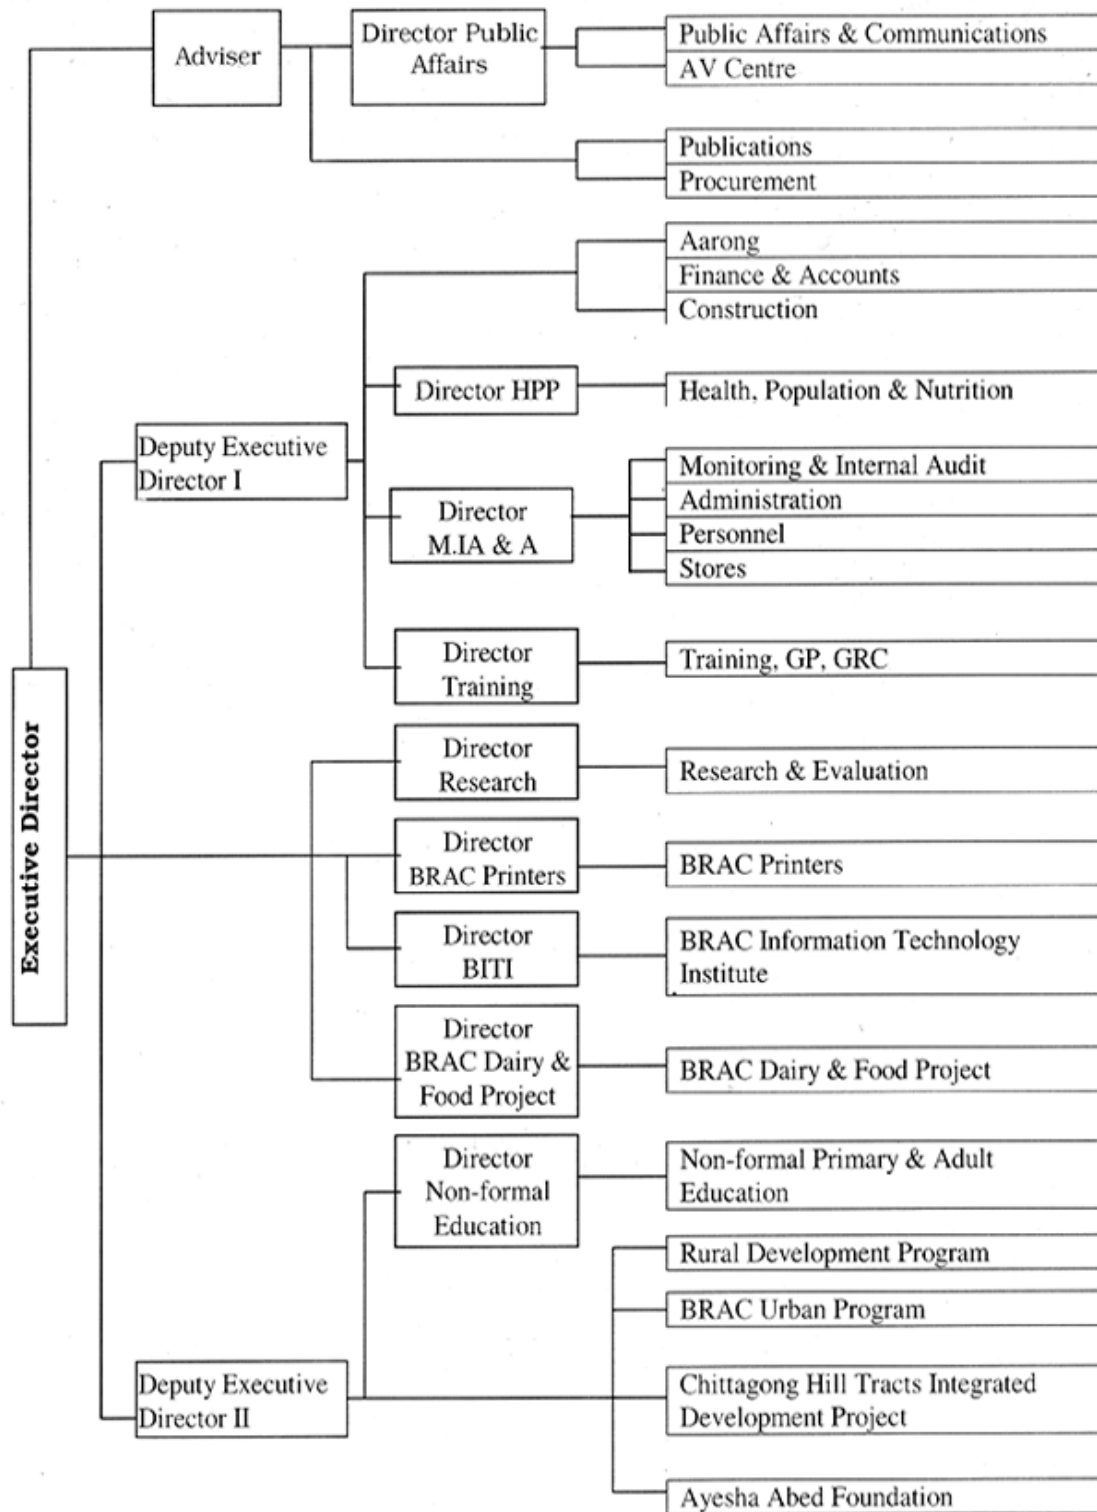 Adviser
Director Public
Affairs
Public Affairs & Communications
AV Centre
Publications
Procurement
Aarong
Finance & Accounts
Construction
Director HPP
Health, Population & Nutrition
Deputy Executive
Director I
Director
M.IA & A
Monitoring & Internal Audit
Administration
Personnel
Stores
Director
Training
Training, GP, GRC
Executive Director
Director
Research
Research & Evaluation
Director
BRAC Printers
BRAC Printers
Director
BITI
BRAC Information Technology
Institute
Director
BRAC Dairy &
Food Project
BRAC Dairy & Food Project
Director
Non-formal
Education
Non-formal Primary & Adult
Education
Rural Development Program
BRAC Urban Program
Deputy Executive
Director II
Chittagong Hill Tracts Integrated
Development Project
Ayesha Abed Foundation